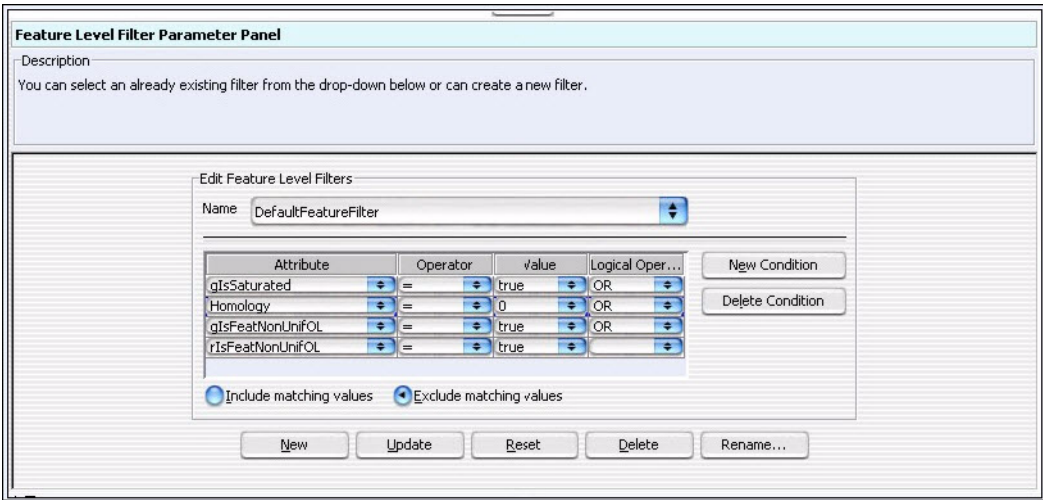 Feature Level Filter Parameter Panel
Description
You can select an already existing filter from the drop-down below or can create a new filter.
Edit Feature Level Filters
Name DefaultFeatureFilter
Attribute Operator Value Logical Oper...
gIsSaturated = true OR
Homology = 0 OR
gIsFeatNonUnifOL = true OR
rIsFeatNonUnifOL = true
New Condition
Delete Condition
Include matching values Exclude matching values
New Update Reset Delete Rename...